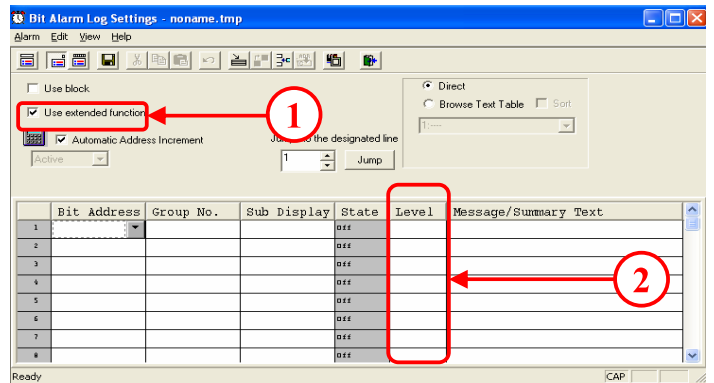 Bit Alarm Log Settings - noname.tmp
Alarm Edit View Help
Use block
Use extended function
1
Automatic Address Increment
Active
to the designated line
1
Jump
Direct
Browse Text Table Sort
1:---
Bit Address Group No. Sub Display State Level Message/Summary Text
1 Off
2 Off
3 Off
4 Off
5 Off
6 Off
7 Off
8 Off
2
Ready CAP